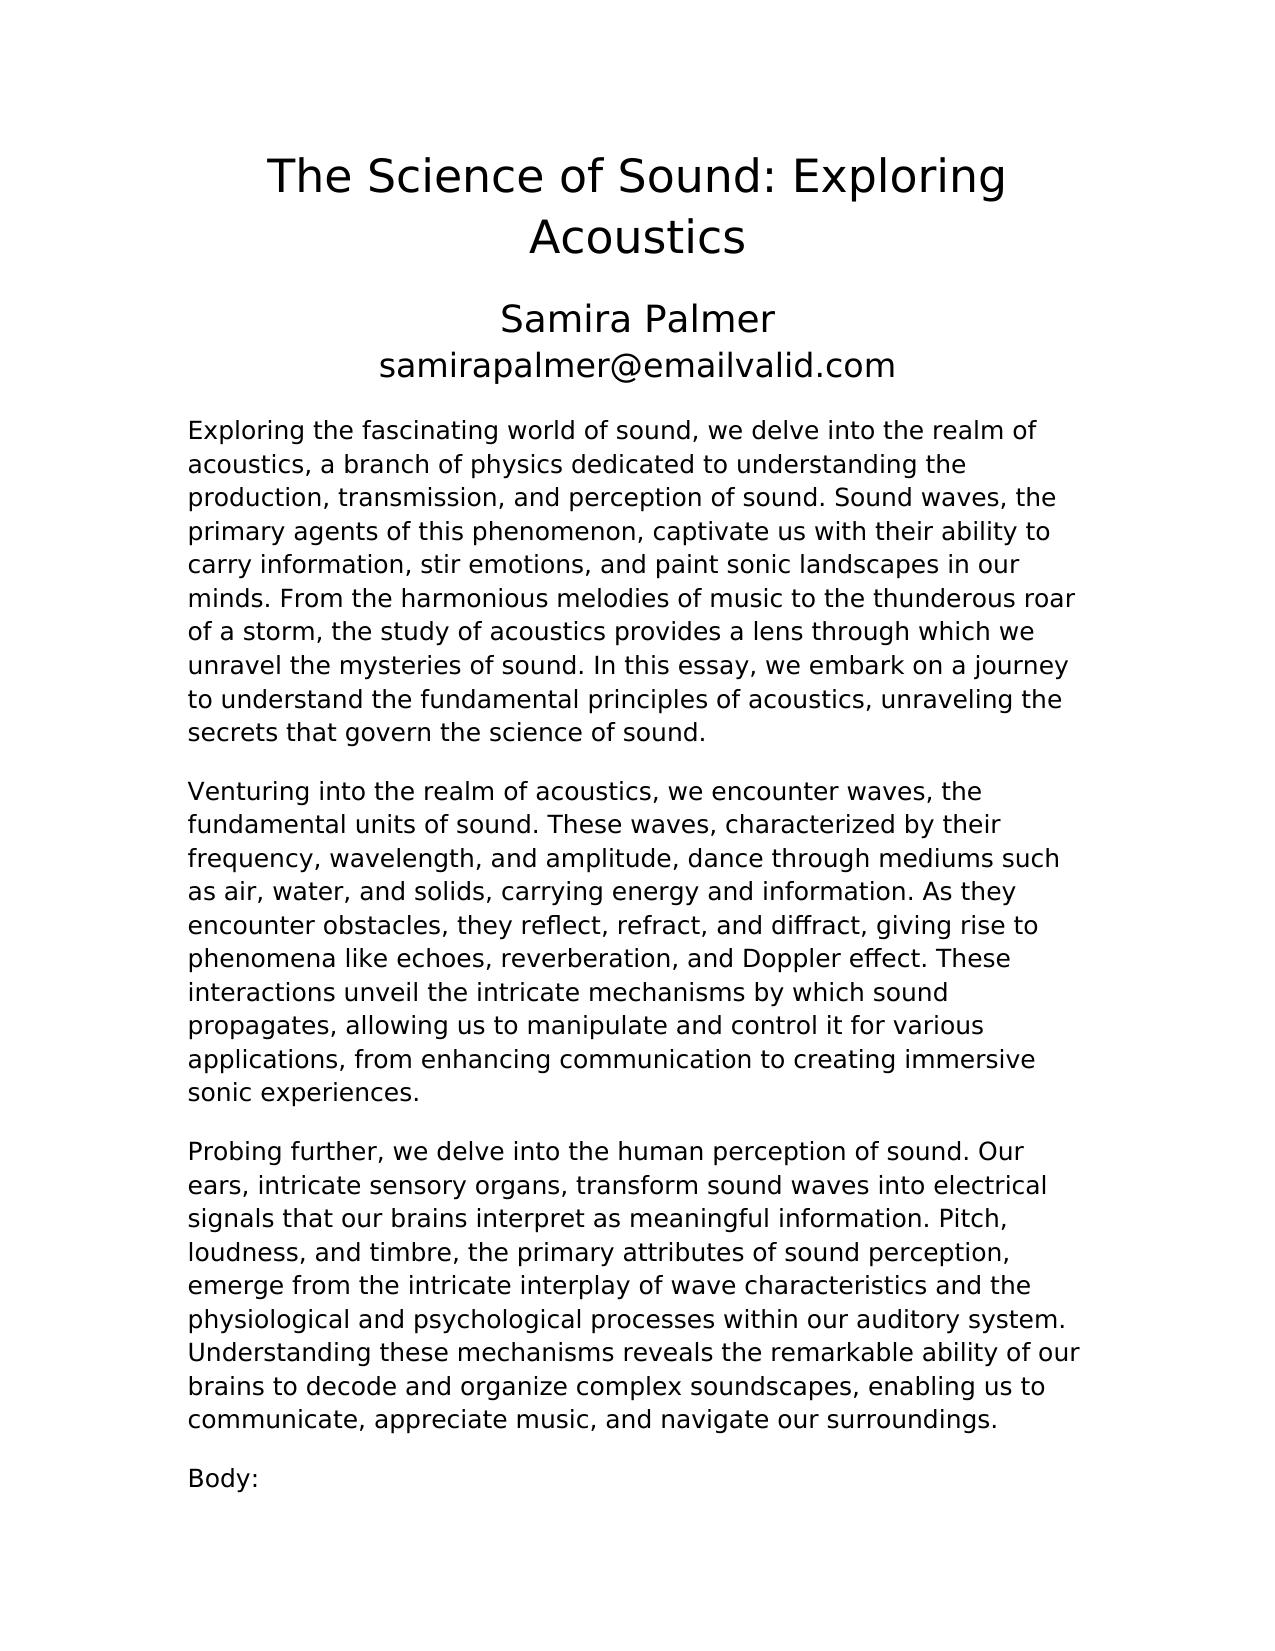 The Science of Sound: Exploring
Acoustics
Samira Palmer
samirapalmer@emailvalid.com
Exploring the fascinating world of sound, we delve into the realm of
acoustics, a branch of physics dedicated to understanding the
production, transmission, and perception of sound. Sound waves, the
primary agents of this phenomenon, captivate us with their ability to
carry information, stir emotions, and paint sonic landscapes in our
minds. From the harmonious melodies of music to the thunderous roar
of a storm, the study of acoustics provides a lens through which we
unravel the mysteries of sound. In this essay, we embark on a journey
to understand the fundamental principles of acoustics, unraveling the
secrets that govern the science of sound.
Venturing into the realm of acoustics, we encounter waves, the
fundamental units of sound. These waves, characterized by their
frequency, wavelength, and amplitude, dance through mediums such
as air, water, and solids, carrying energy and information. As they
encounter obstacles, they reflect, refract, and diffract, giving rise to
phenomena like echoes, reverberation, and Doppler effect. These
interactions unveil the intricate mechanisms by which sound
propagates, allowing us to manipulate and control it for various
applications, from enhancing communication to creating immersive
sonic experiences.
Probing further, we delve into the human perception of sound. Our
ears, intricate sensory organs, transform sound waves into electrical
signals that our brains interpret as meaningful information. Pitch,
loudness, and timbre, the primary attributes of sound perception,
emerge from the intricate interplay of wave characteristics and the
physiological and psychological processes within our auditory system.
Understanding these mechanisms reveals the remarkable ability of our
brains to decode and organize complex soundscapes, enabling us to
communicate, appreciate music, and navigate our surroundings.
Body: